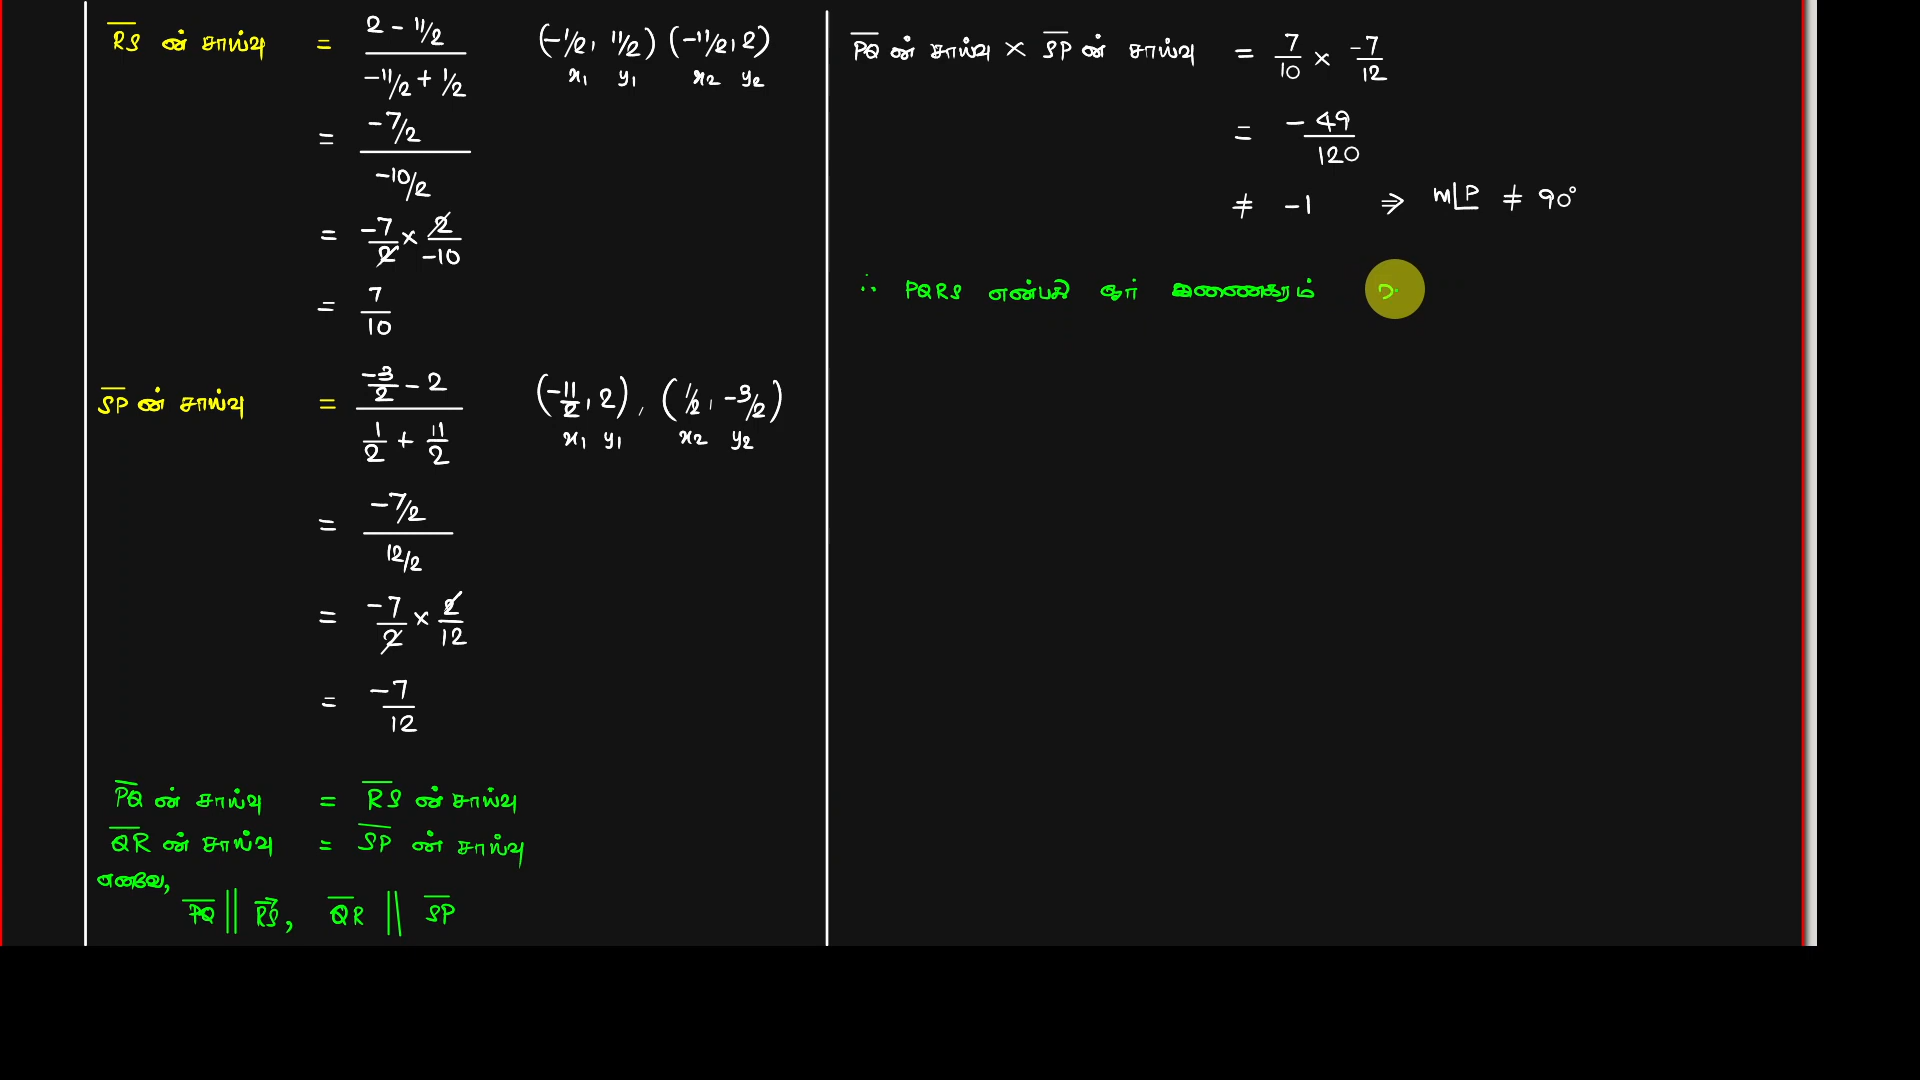 RS ன் சாய்வு = (2 - 11/2)/(-11/2 + 1/2) (-1/2, 11/2) (-11/2, 2)
x₁ y₁ x₂ y₂
= (-7/2)/(-10/2)
= -7/2 × 2/-10
= 7/10
SP ன் சாய்வு = (-3/2 - 2)/(1/2 + 11/2) (-11/2, 2), (1/2, -3/2)
x₁ y₁ x₂ y₂
= (-7/2)/(12/2)
= -7/2 × 2/12
= -7/12
PQ ன் சாய்வு = RS ன் சாய்வு
QR ன் சாய்வு = SP ன் சாய்வு
எனவே,
PQ || RS, QR || SP
PQ ன் சாய்வு × SP ன் சாய்வு = 7/10 × -7/12
= -49/120
≠ -1 ⇒ m∟P ≠ 90°
∴ PQRS என்பது ஓர் இணைகரம்